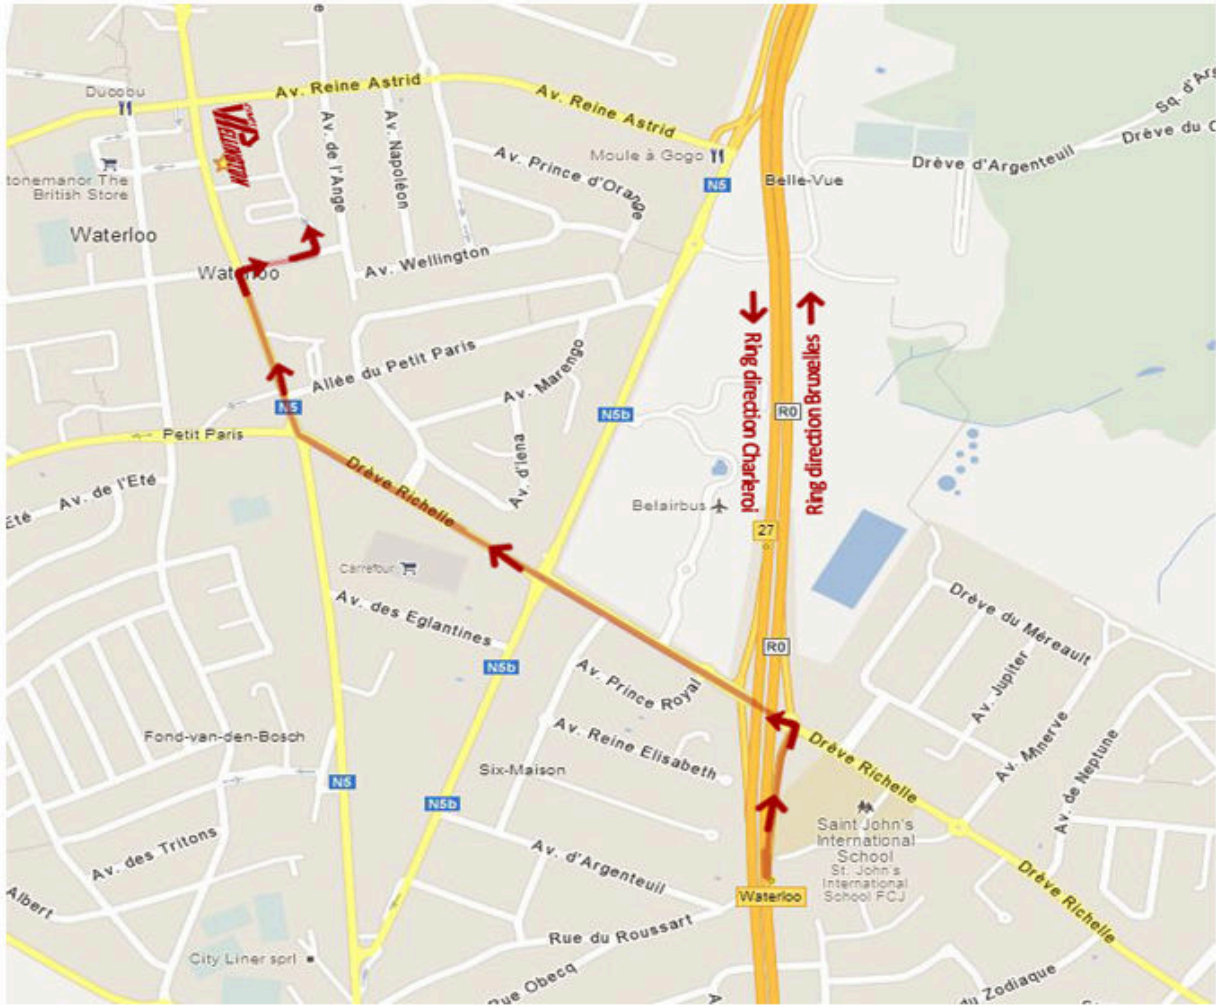 e
Ducobu
Av. Reine Astrid
Av. Reine Astrid
Sq. d'Ars
Drève du C
Drève d'Argenteuil
Moule à Gogo
Belle-Vue
N5
Av. de l'Ange
Av. Napoléon
Av. Prince d'Orange
WELLINGTON
tonemanor The
British Store
Waterloo
Waterloo
Av. Wellington
Allée du Petit Paris
Av. Marengo
Av. d'Iena
N5
N5b
Petit Paris
Drève Richelle
Av. de l'Eté
Eté
Ring direction Charleroi
Ring direction Bruxelles
R0
Belairbus
27
Carrefour
Av. des Eglantines
N5b
R0
Av. Prince Royal
Av. Reine Elisabeth
Drève du Méreault
Av. Jupiter
Av. Minerve
Av. de Neptune
Drève Richelle
Fond-van-den-Bosch
Six-Maison
N5
N5b
Saint John's
International
School
St. John's
International
School FCJ
Av. des Tritons
Av. d'Argenteuil
Waterloo
Drève Richelle
Albert
Rue du Roussart
City Liner sprl
Rue Obecq
A
du Zodiaque